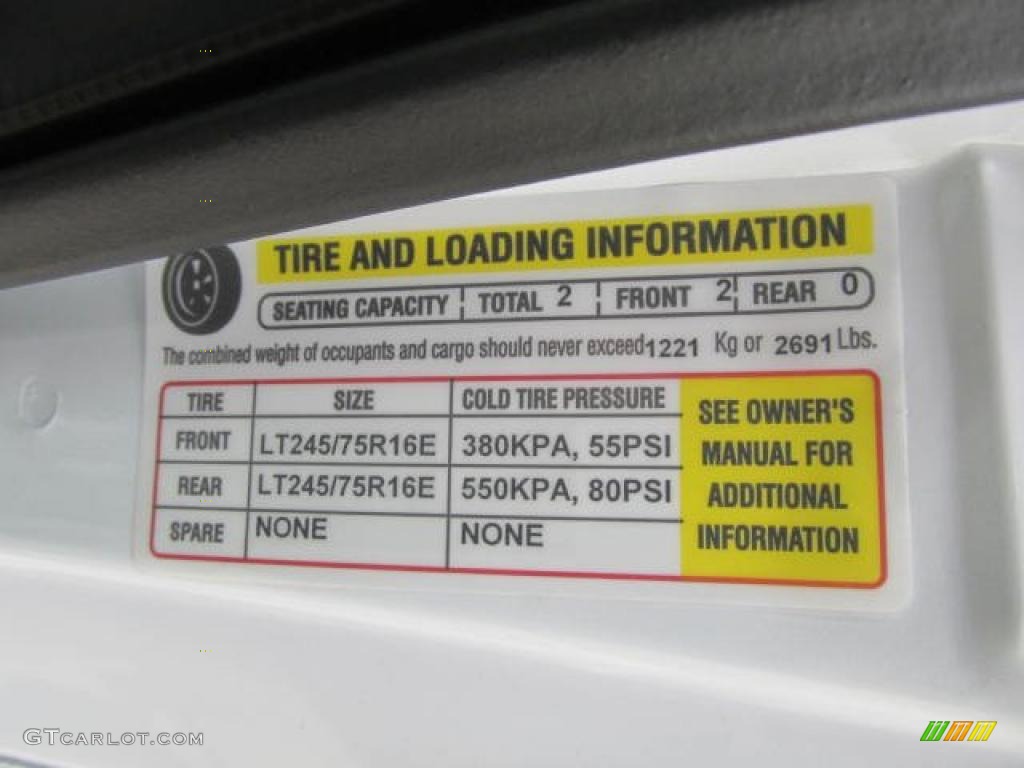 TIRE AND LOADING INFORMATION
SEATING CAPACITY TOTAL 2 FRONT 2 REAR 0
The combined weight of occupants and cargo should never exceed 1221 Kg or 2691 Lbs.
TIRE SIZE COLD TIRE PRESSURE
FRONT LT245/75R16E 380KPA, 55PSI
REAR LT245/75R16E 550KPA, 80PSI
SPARE NONE NONE
SEE OWNER'S
MANUAL FOR
ADDITIONAL
INFORMATION
GTCARLOT.COM